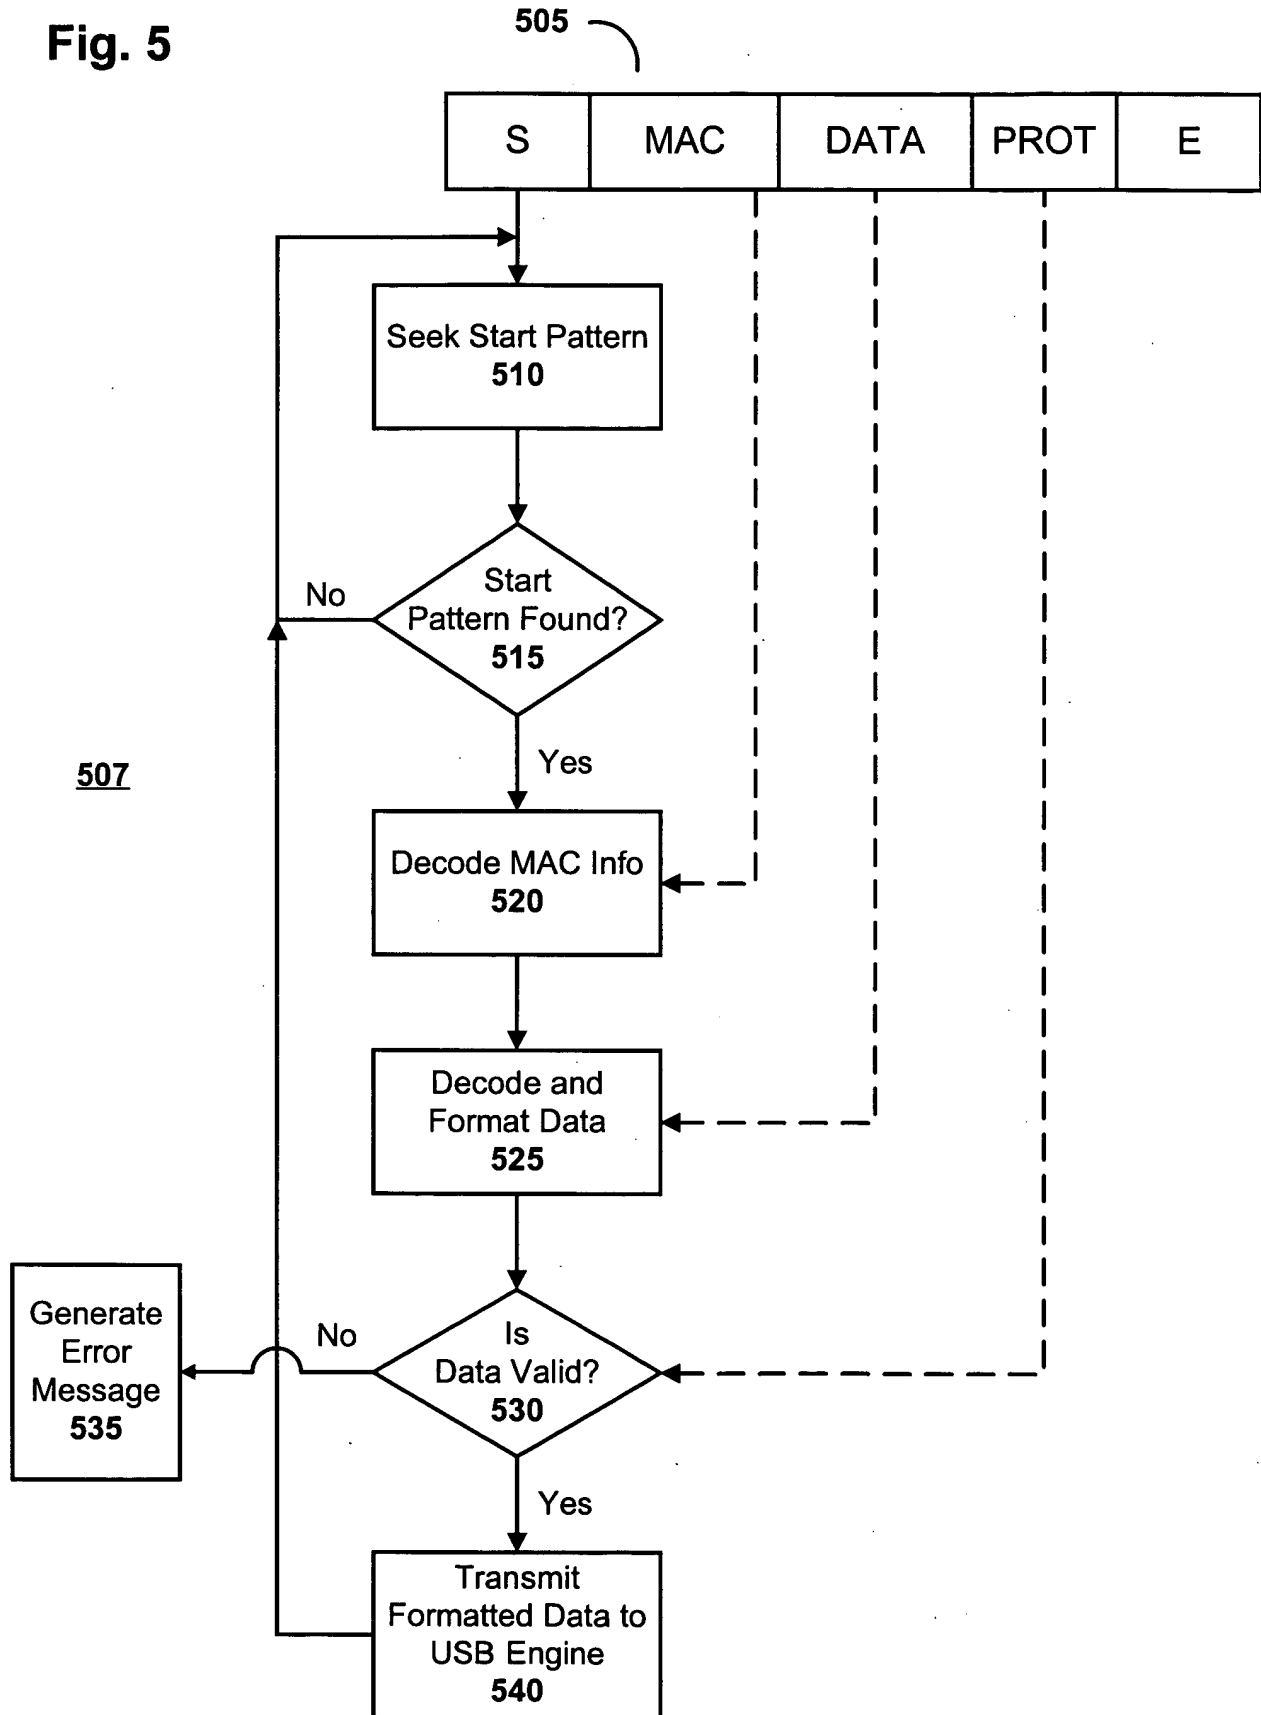 Fig. 5
505
S MAC DATA PROT E
Seek Start Pattern
510
Start
Pattern Found?
515
No
Yes
507
Decode MAC Info
520
Decode and
Format Data
525
Is
Data Valid?
530
No
Generate
Error
Message
535
Yes
Transmit
Formatted Data to
USB Engine
540